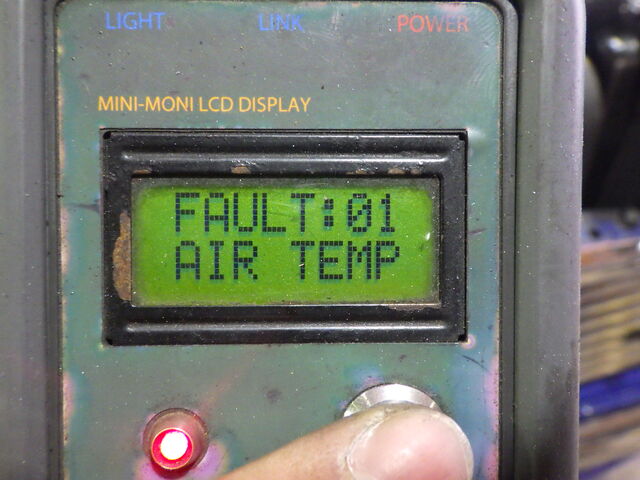 LIGHT LINK POWER
MINI-MONI LCD DISPLAY
FAULT:01
AIR TEMP